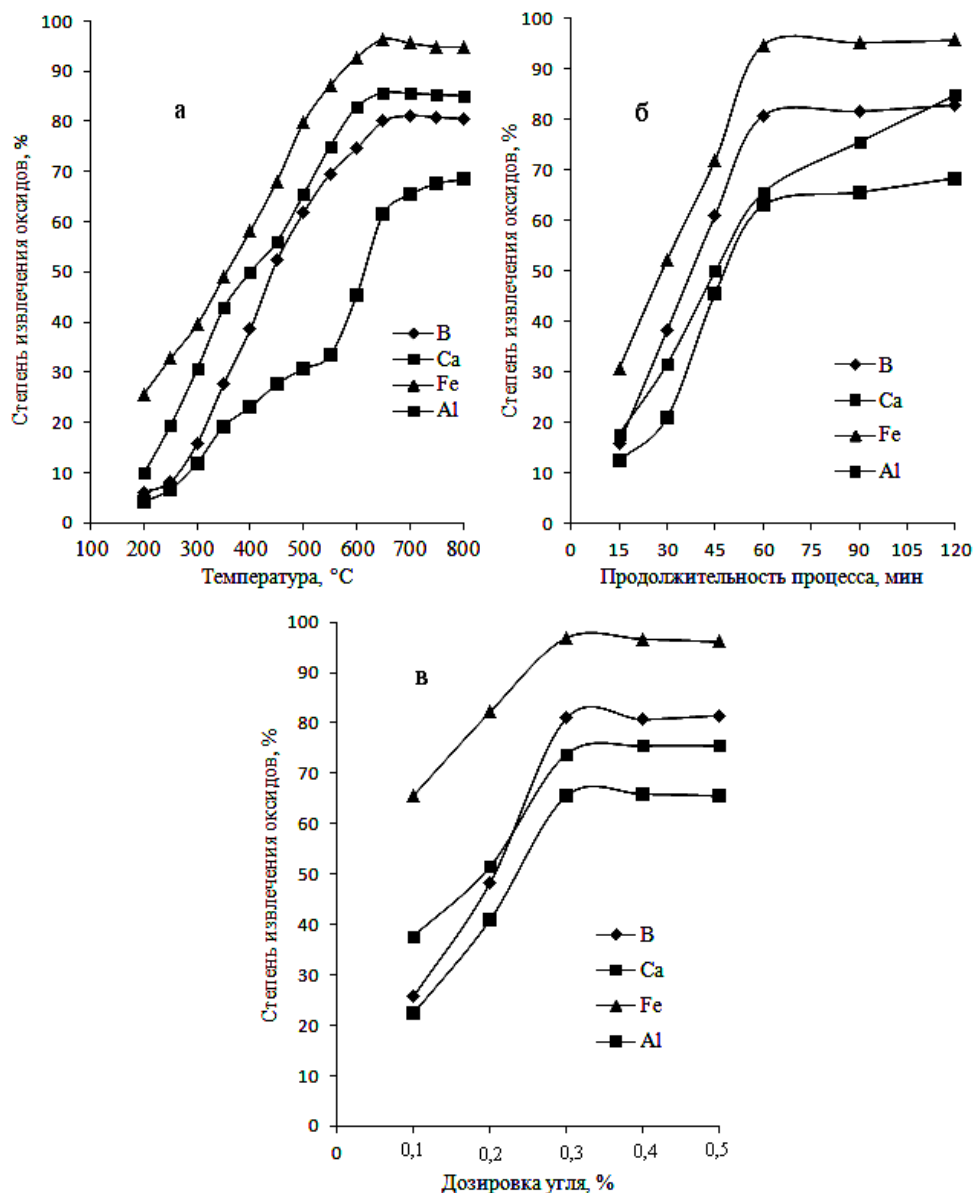 Степень извлечения оксидов, %
100
90
80
70
60
50
40
30
20
10
0
а
B
Ca
Fe
Al
100 200 300 400 500 600 700 800
Температура, °C
Степень извлечения оксидов, %
100
90
80
70
60
50
40
30
20
10
0
б
B
Ca
Fe
Al
0 15 30 45 60 75 90 105 120
Продолжительность процесса, мин
Степень извлечения оксидов, %
100
90
80
70
60
50
40
30
20
10
0
в
B
Ca
Fe
Al
0 0,1 0,2 0,3 0,4 0,5
Дозировка угля, %